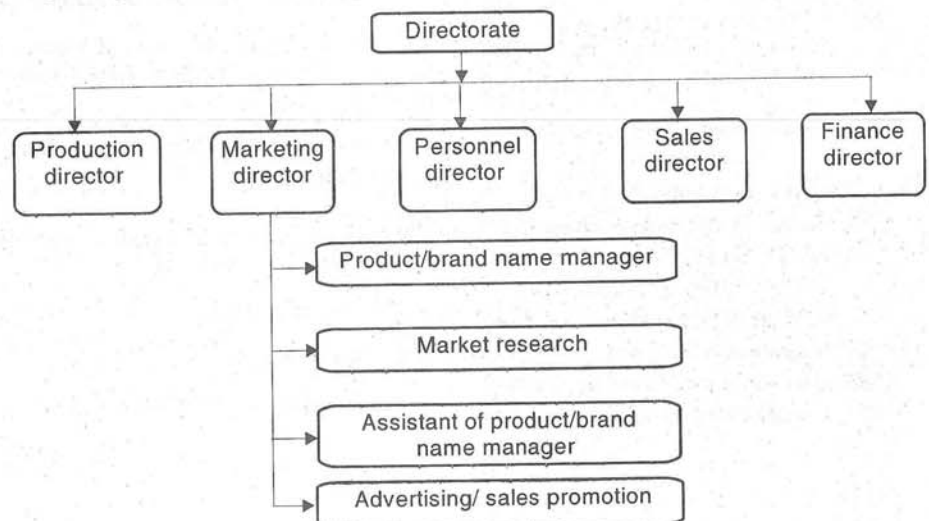 Directorate
Production
director
Marketing
director
Personnel
director
Sales
director
Finance
director
Product/brand name manager
Market research
Assistant of product/brand
name manager
Advertising/ sales promotion